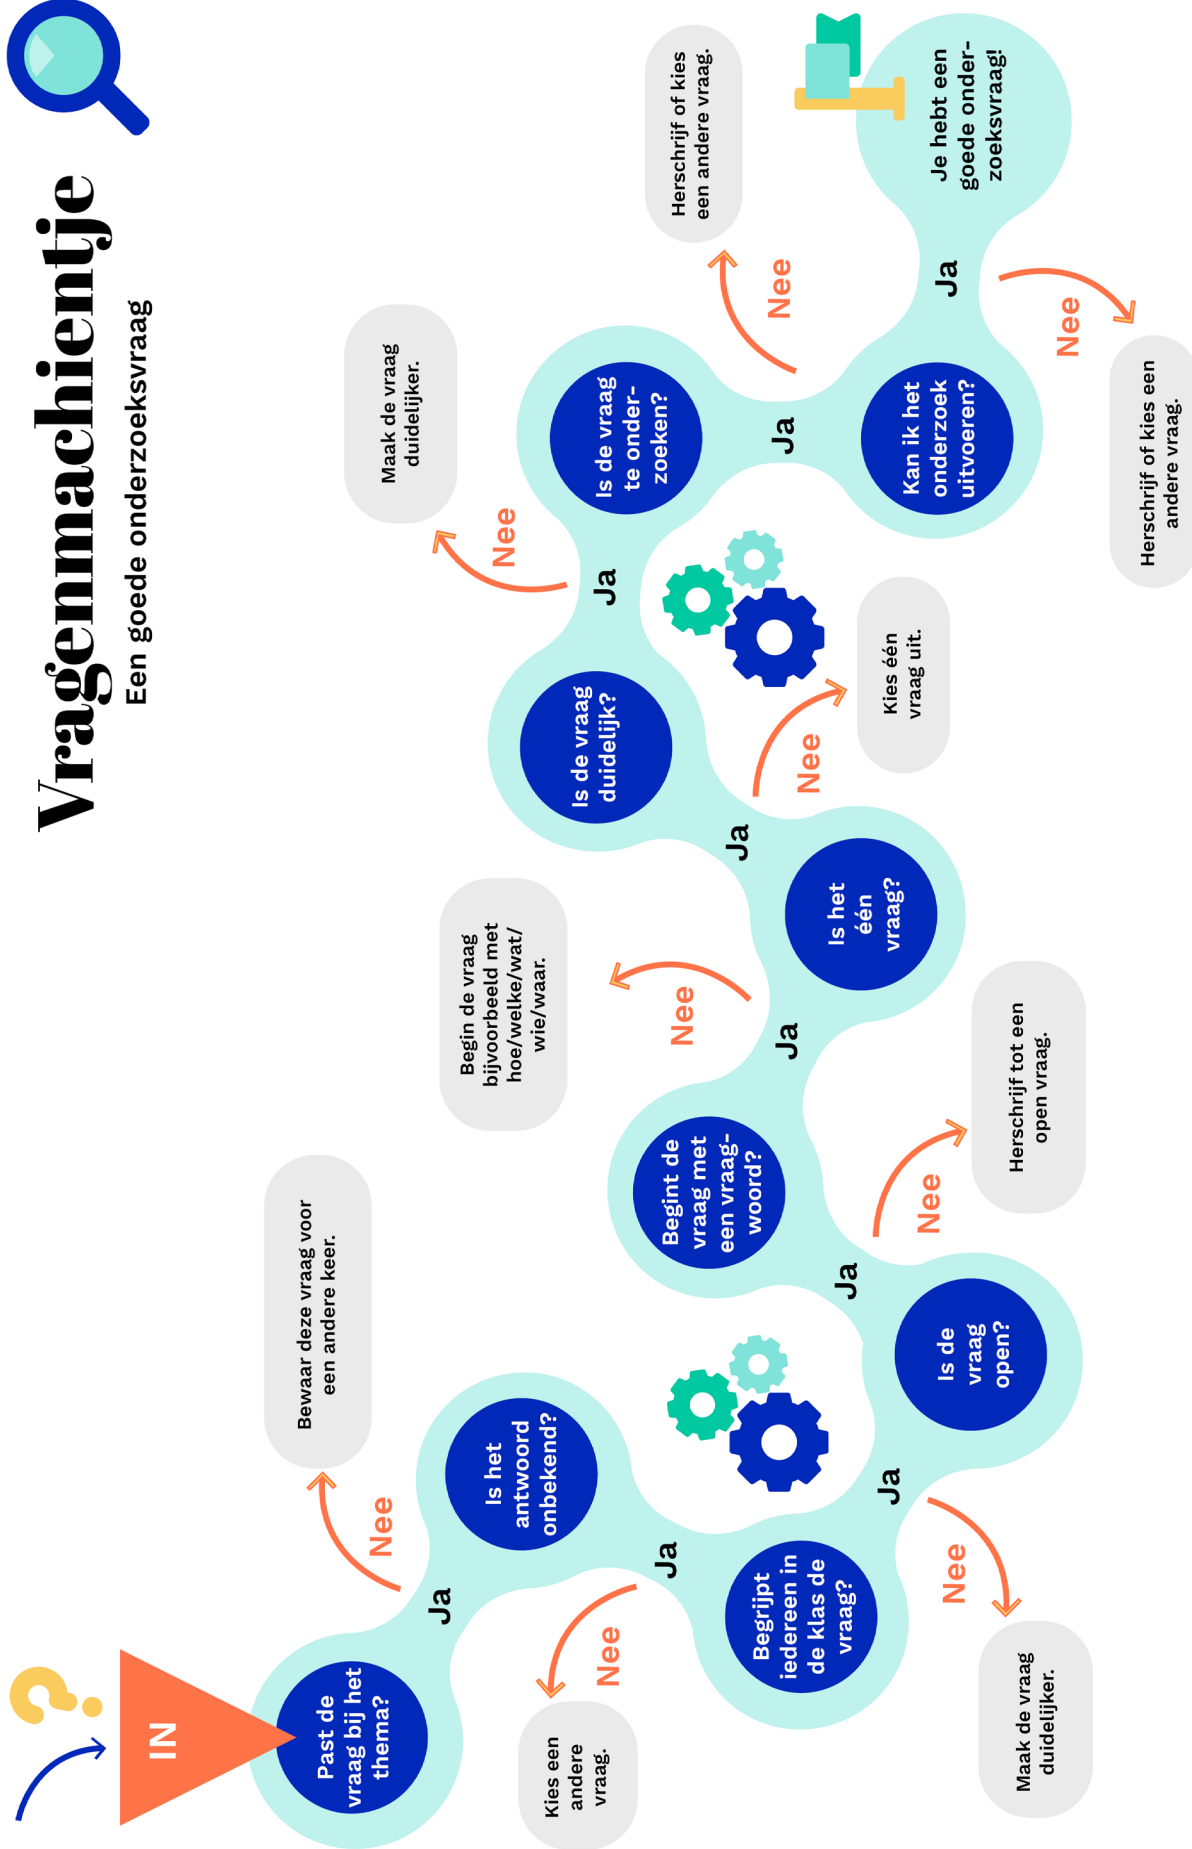 Vragenmachientje
Een goede onderzoeksvraag
?
IN
Past de
vraag bij het
thema?
Nee
Bewaar deze vraag voor
een andere keer.
Ja
Is het
antwoord
onbekend?
Nee
Kies een
andere
vraag.
Ja
Begrijpt
iedereen in
de klas de
vraag?
Nee
Maak de vraag
duidelijker.
Ja
Is de
vraag
open?
Nee
Herschrijf tot een
open vraag.
Ja
Begint de
vraag met
een vraag-
woord?
Nee
Begin de vraag
bijvoorbeeld met
hoe/welke/wat/
wie/waar.
Ja
Is het
één
vraag?
Nee
Kies één
vraag uit.
Ja
Is de vraag
duidelijk?
Nee
Maak de vraag
duidelijker.
Ja
Is de vraag
te onder-
zoeken?
Nee
Herschrijf of kies
een andere vraag.
Ja
Kan ik het
onderzoek
uitvoeren?
Nee
Herschrijf of kies een
andere vraag.
Ja
Je hebt een
goede onder-
zoeksvraag!